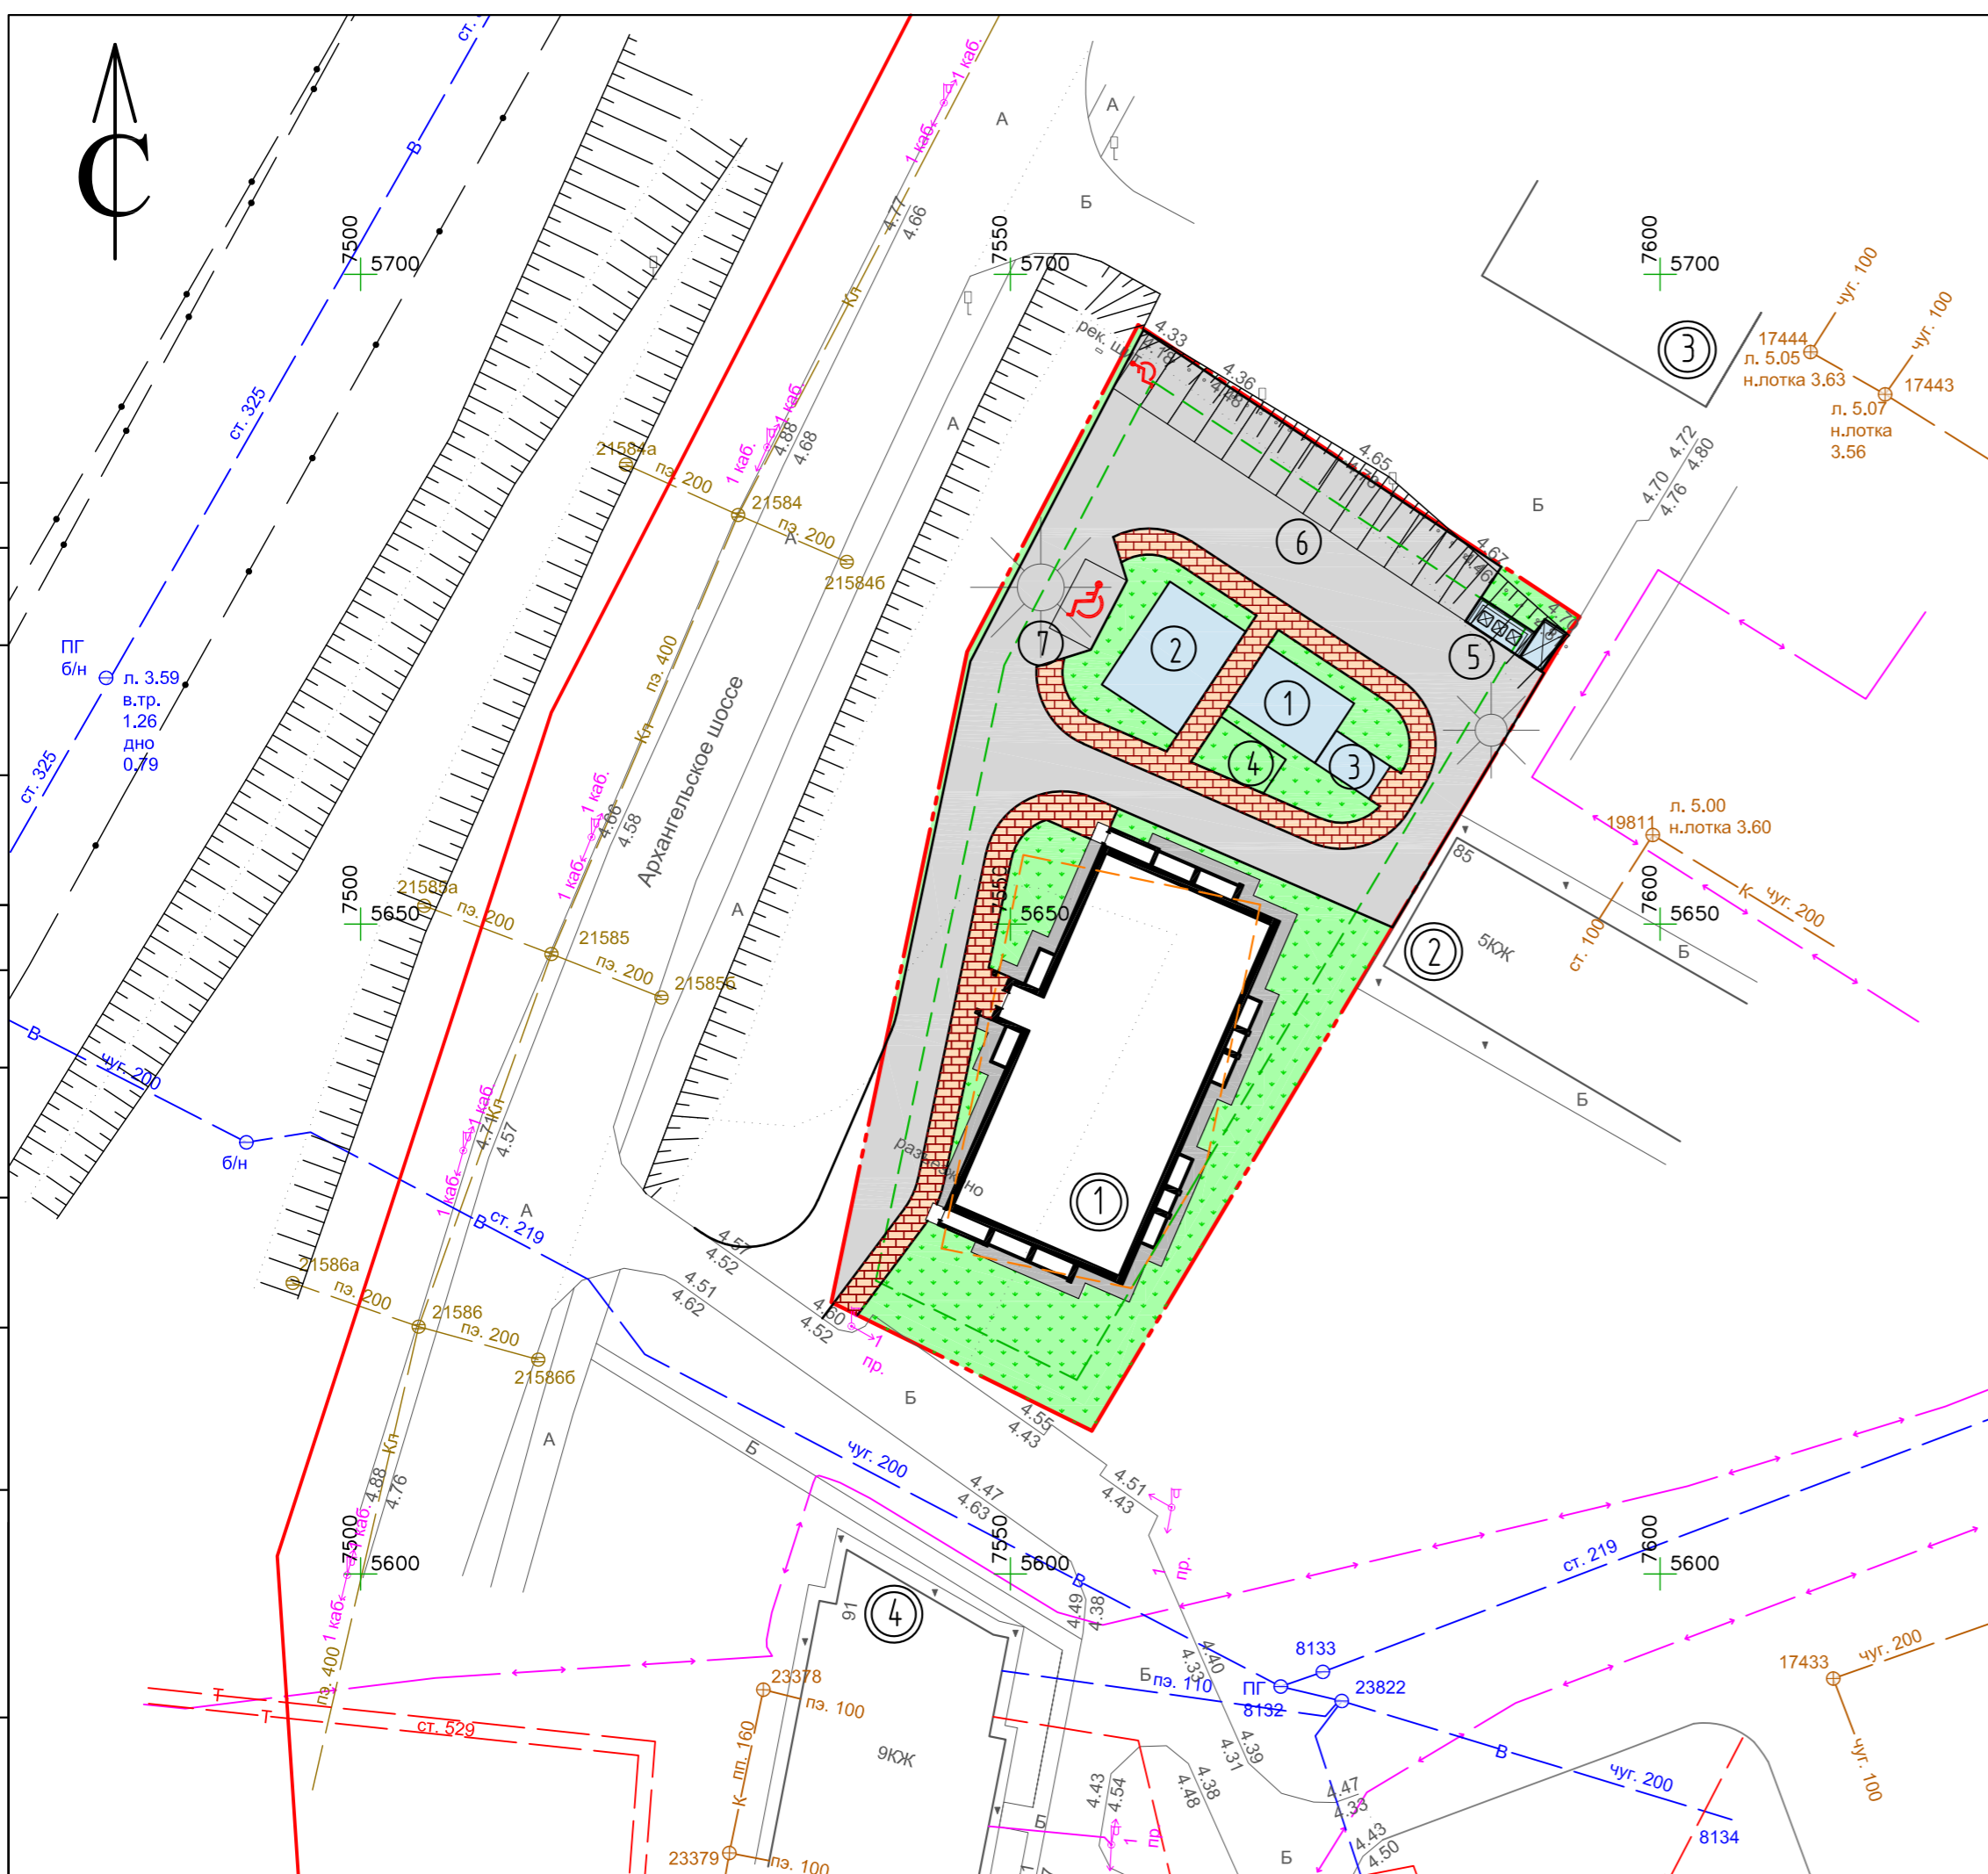 С
ст.
В
ст. 325
ст. 325
ПГ
б/н
л. 3.59
в.тр.
1.26
дно
0.79
7500
5700
7550
5700
7600
5700
1 каб.
1 каб.
А
А
Б
4.77
4.66
Кл
рек. щит
4.33
4.36
4.65
4.67
4.46
3
17444
л. 5.05
н.лотка 3.63
чуг. 100
чуг. 100
17443
л. 5.07
н.лотка
3.56
4.70 4.72
4.76 4.80
Б
1 каб.
1 каб.
4.88
4.68
А
21584а
пэ. 200
21584
пэ. 200
А
21584б
6
7
2
1
5
4
3
пэ. 400
Кл
Архангельское шоссе
1 каб.
1 каб.
4.66
4.58
А
19811
л. 5.00
н.лотка 3.60
85
К
чуг. 200
ст. 100
7500
5650
7550
5650
7600
5650
21585а
пэ. 200
21585
пэ. 200
21585б
2
5КЖ
Б
Б
В
чуг. 200
б/н
1 каб.
1 каб.
4.71
4.57
Кл
разъезжено
1
А
В
ст. 219
4.57
4.52
4.51
4.62
4.60
4.52
1
пр.
21586а
пэ. 200
21586
пэ. 200
21586б
Б
4.55
4.43
А
Б
Кл
чуг. 200
4.47
4.63
4.51
4.43
4.88
4.76
1 каб.
1 каб.
7500
5600
7550
5600
7600
5600
В
1
пр.
ст. 219
4
91
4.49
4.38
4.40
4.33
пэ. 400
Т
Т
ст. 529
23378
пэ. 100
К
пп. 160
9КЖ
Б
пэ. 110
ПГ
8132
8133
23822
17433
чуг. 200
чуг. 100
4.39
4.31
В
чуг. 200
8134
4.43
4.54
4.38
4.48
4.47
4.33
4.43
4.50
1
пр
Б
Б
23379
пэ. 100